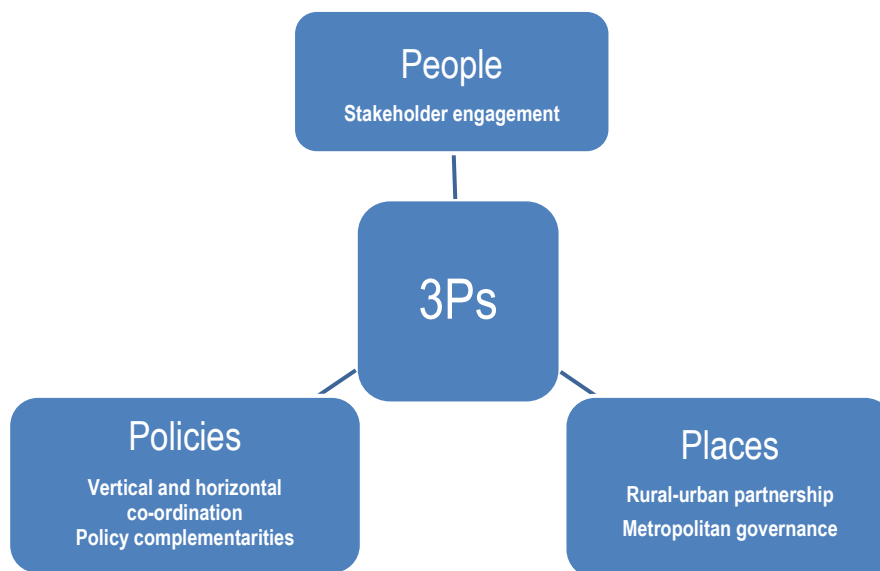 People
Stakeholder engagement
3Ps
Policies
Vertical and horizontal
co-ordination
Policy complementarities
Places
Rural-urban partnership
Metropolitan governance